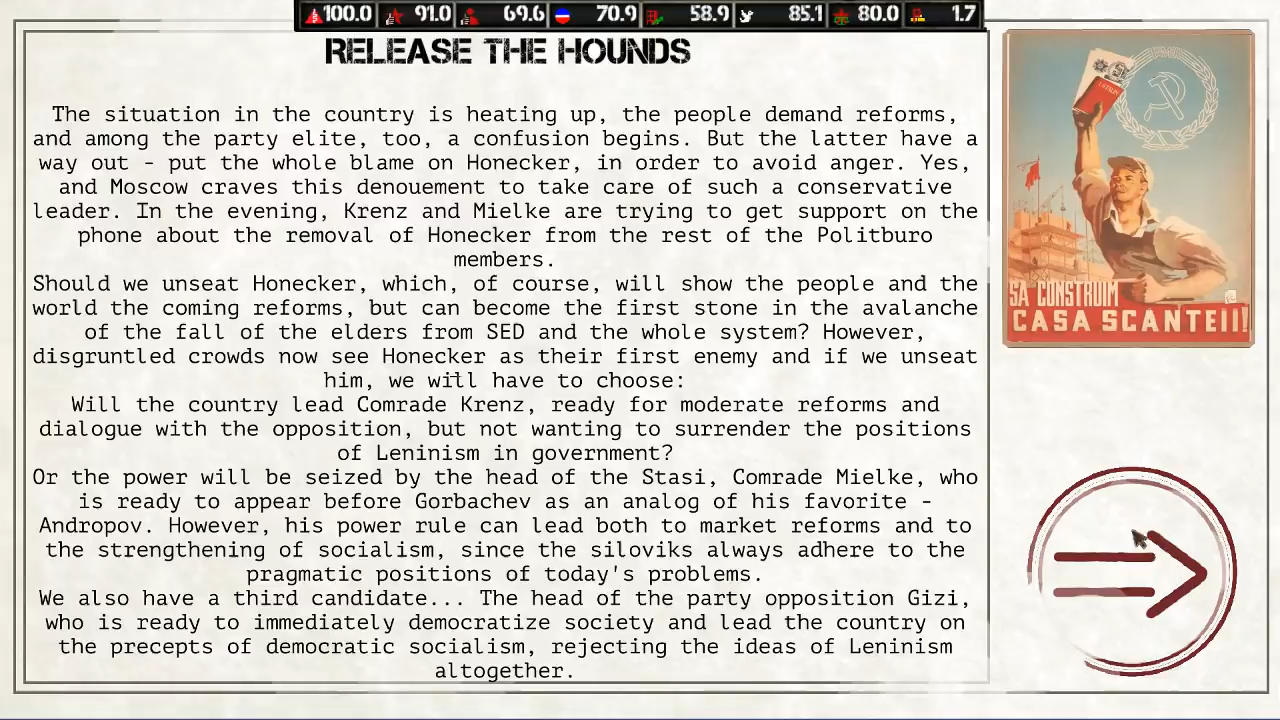 100.0 91.0 69.6 70.9 58.9 85.1 80.0 1.7
RELEASE THE HOUNDS
The situation in the country is heating up, the people demand reforms,
and among the party elite, too, a confusion begins. But the latter have a
way out - put the whole blame on Honecker, in order to avoid anger. Yes,
and Moscow craves this denouement to take care of such a conservative
leader. In the evening, Krenz and Mielke are trying to get support on the
phone about the removal of Honecker from the rest of the Politburo
members.
Should we unseat Honecker, which, of course, will show the people and the
world the coming reforms, but can become the first stone in the avalanche
of the fall of the elders from SED and the whole system? However,
disgruntled crowds now see Honecker as their first enemy and if we unseat
him, we will have to choose:
Will the country lead Comrade Krenz, ready for moderate reforms and
dialogue with the opposition, but not wanting to surrender the positions
of Leninism in government?
Or the power will be seized by the head of the Stasi, Comrade Mielke, who
is ready to appear before Gorbachev as an analog of his favorite -
Andropov. However, his power rule can lead both to market reforms and to
the strengthening of socialism, since the siloviks always adhere to the
pragmatic positions of today's problems.
We also have a third candidate... The head of the party opposition Gizi,
who is ready to immediately democratize society and lead the country on
the precepts of democratic socialism, rejecting the ideas of Leninism
altogether.
SA CONSTRUIM
CASA SCANTEII!